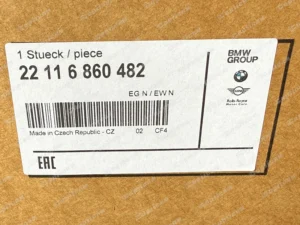 1 Stueck / piece
22 11 6 860 482
BMW
GROUP
EG N / EW N
Made in Czech Republic - CZ 02 CF4
EAC